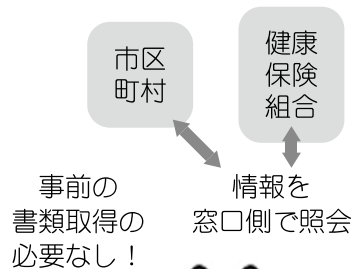 市区
町村
健康
保険
組合
事前の
書類取得の
必要なし！
情報を
窓口側で照会